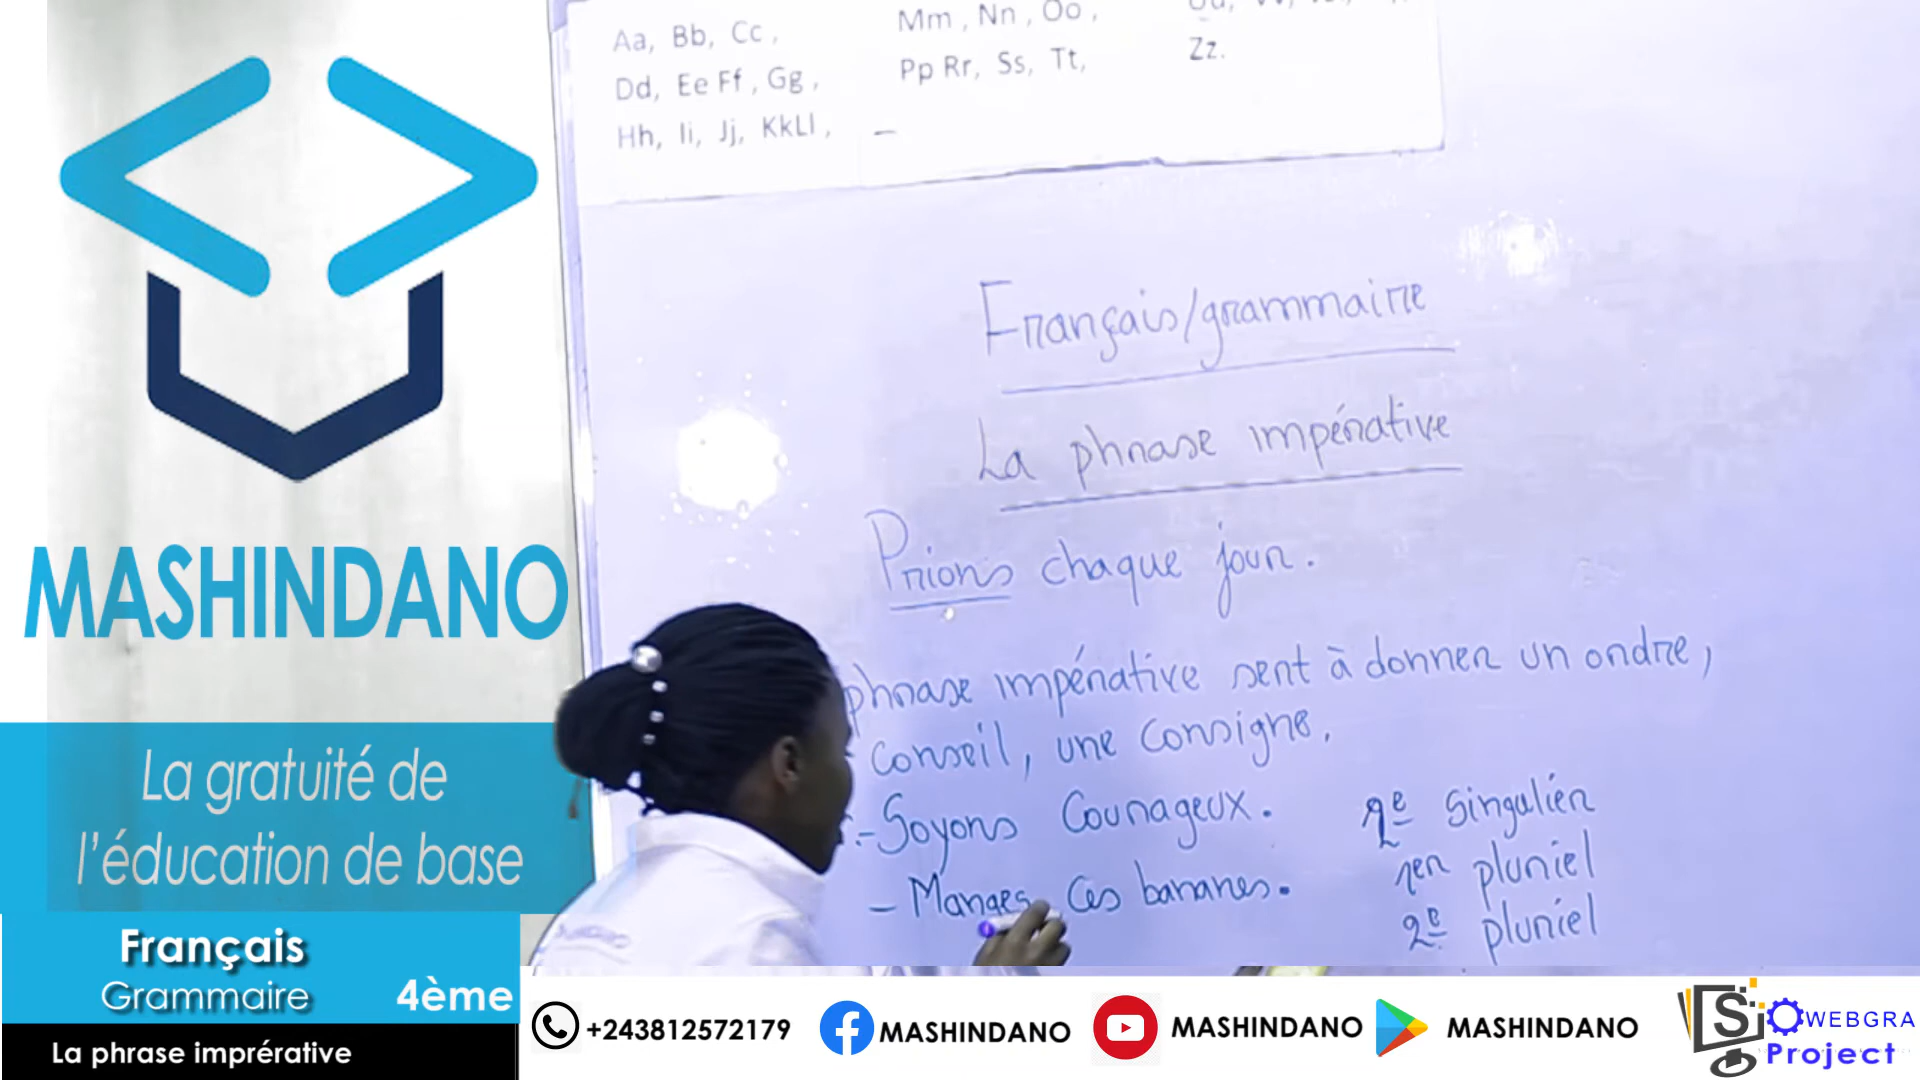 Aa, Bb, Cc,
Dd, Ee Ff, Gg,
Hh, Ii, Jj, KkLl,
Mm, Nn, Oo,
Pp Rr, Ss, Tt,
Zz.
Français/grammaire
La phrase impérative
Prions chaque jour.
phrase impérative sert à donner un ordre,
conseil, une consigne.
- Soyons Courageux.
- Manges ces bananes.
2e Singulier
1er pluriel
2e pluriel
MASHINDANO
La gratuité de
l'éducation de base
Français
Grammaire 4ème
La phrase imprérative
+243812572179 MASHINDANO MASHINDANO MASHINDANO
WEBGRA
Project